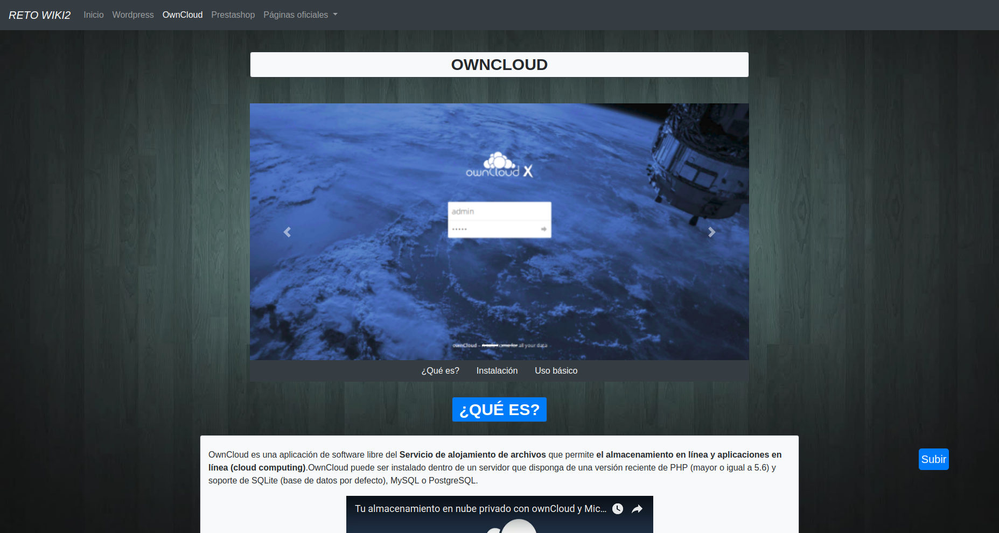 RETO WIKI2 Inicio Wordpress OwnCloud Prestashop Páginas oficiales
OWNCLOUD
ownCloud X
admin
•••••
ownCloud – all your data
¿Qué es? Instalación Uso básico
¿QUÉ ES?
OwnCloud es una aplicación de software libre del Servicio de alojamiento de archivos que permite el almacenamiento en línea y aplicaciones en
línea (cloud computing).OwnCloud puede ser instalado dentro de un servidor que disponga de una versión reciente de PHP (mayor o igual a 5.6) y
soporte de SQLite (base de datos por defecto), MySQL o PostgreSQL.
Subir
Tu almacenamiento en nube privado con ownCloud y Mic...